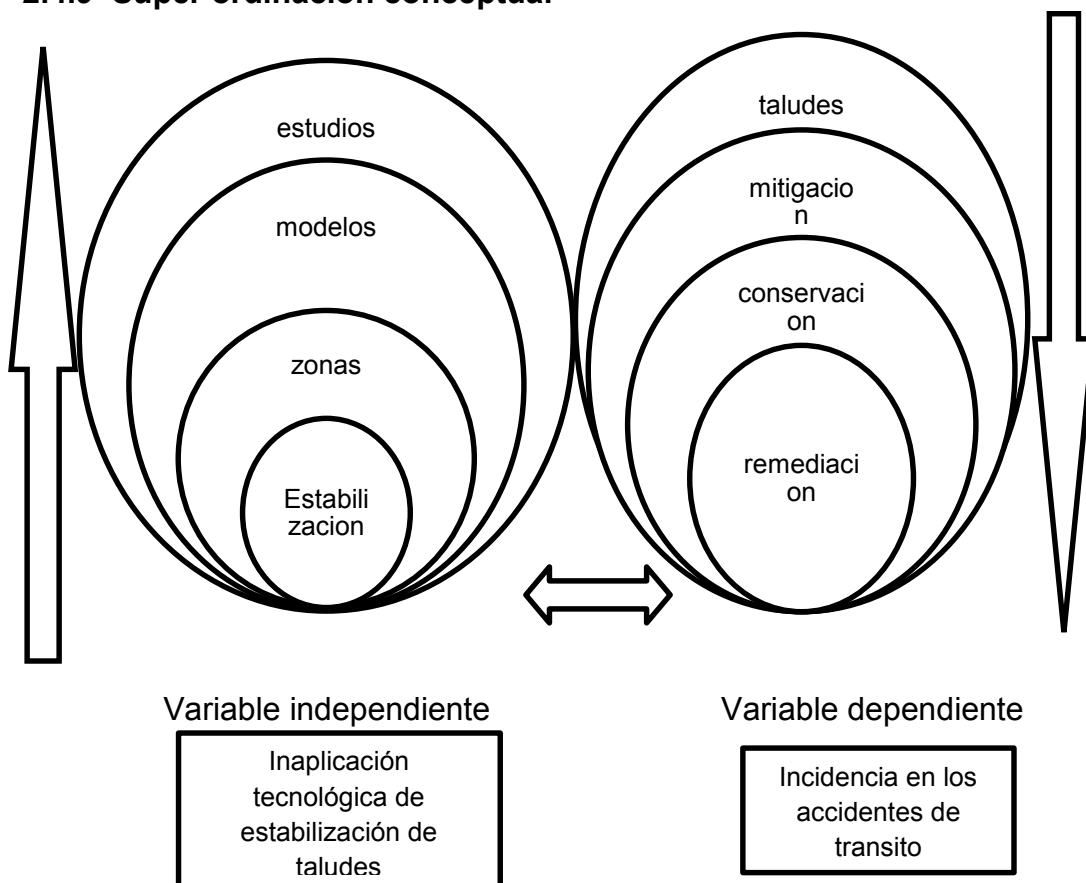 Super ordinación conceptual
estudios
modelos
zonas
Estabili
zacion
taludes
mitigacio
n
conservaci
on
remediaci
on
Variable independiente
Inaplicación
tecnológica de
estabilización de
taludes
Variable dependiente
Incidencia en los
accidentes de
transito